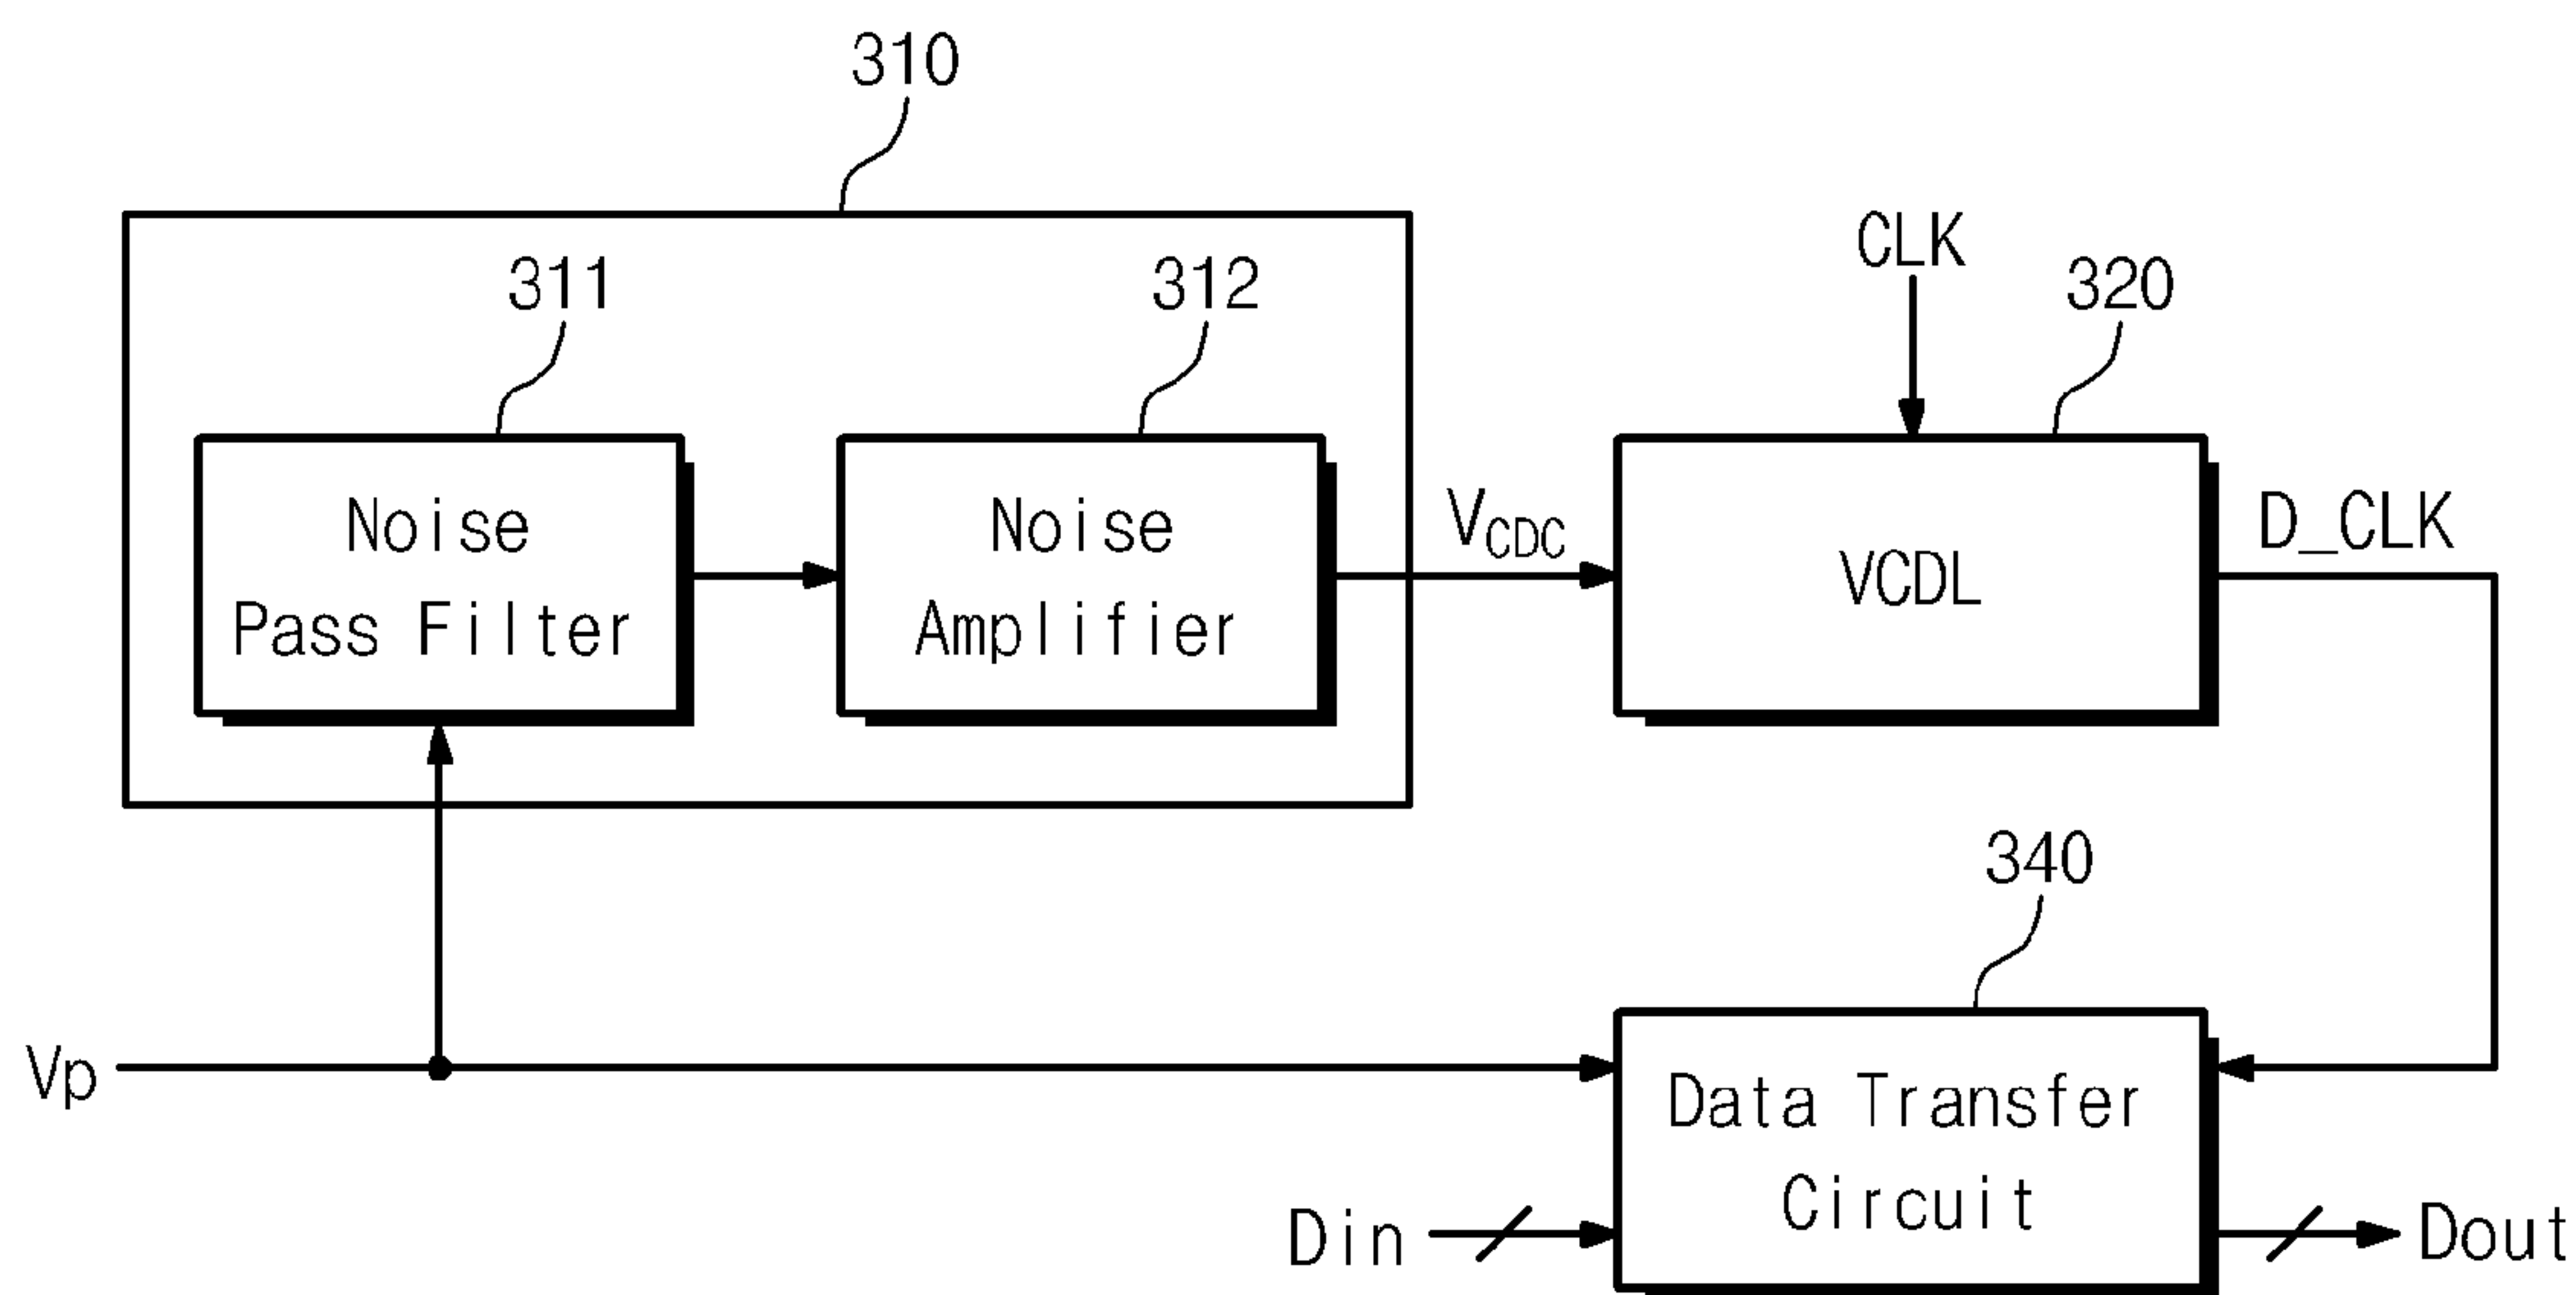 310
311
312
CLK
320
Noise
Pass Filter
Noise
Amplifier
VCDC
VCDL
D_CLK
340
Vp
Data Transfer
Circuit
Din
Dout